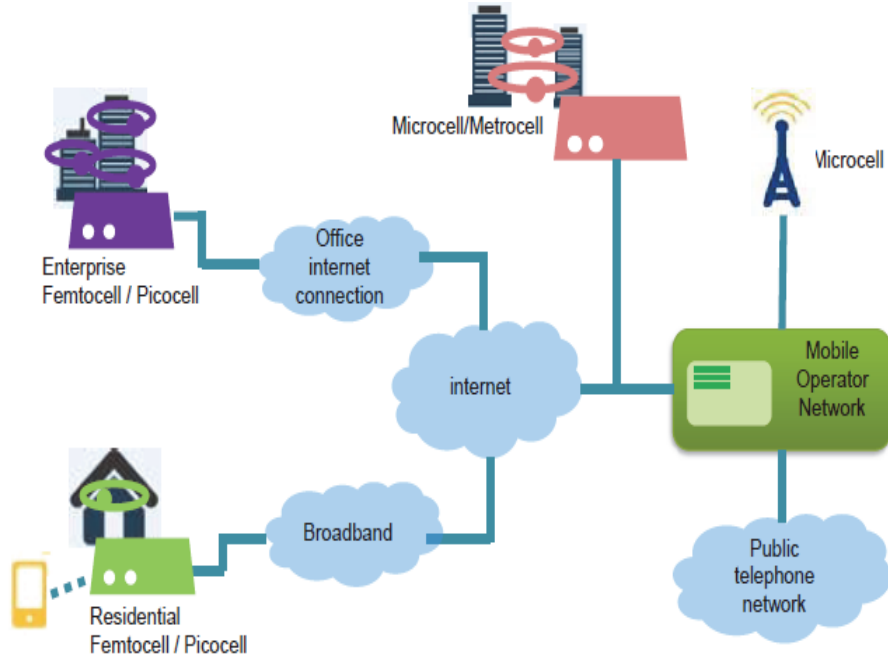 Microcell/Metrocell
Microcell
Office
internet
connection
Enterprise
Femtocell / Picocell
Mobile
Operator
Network
internet
Broadband
Public
telephone
network
Residential
Femtocell / Picocell